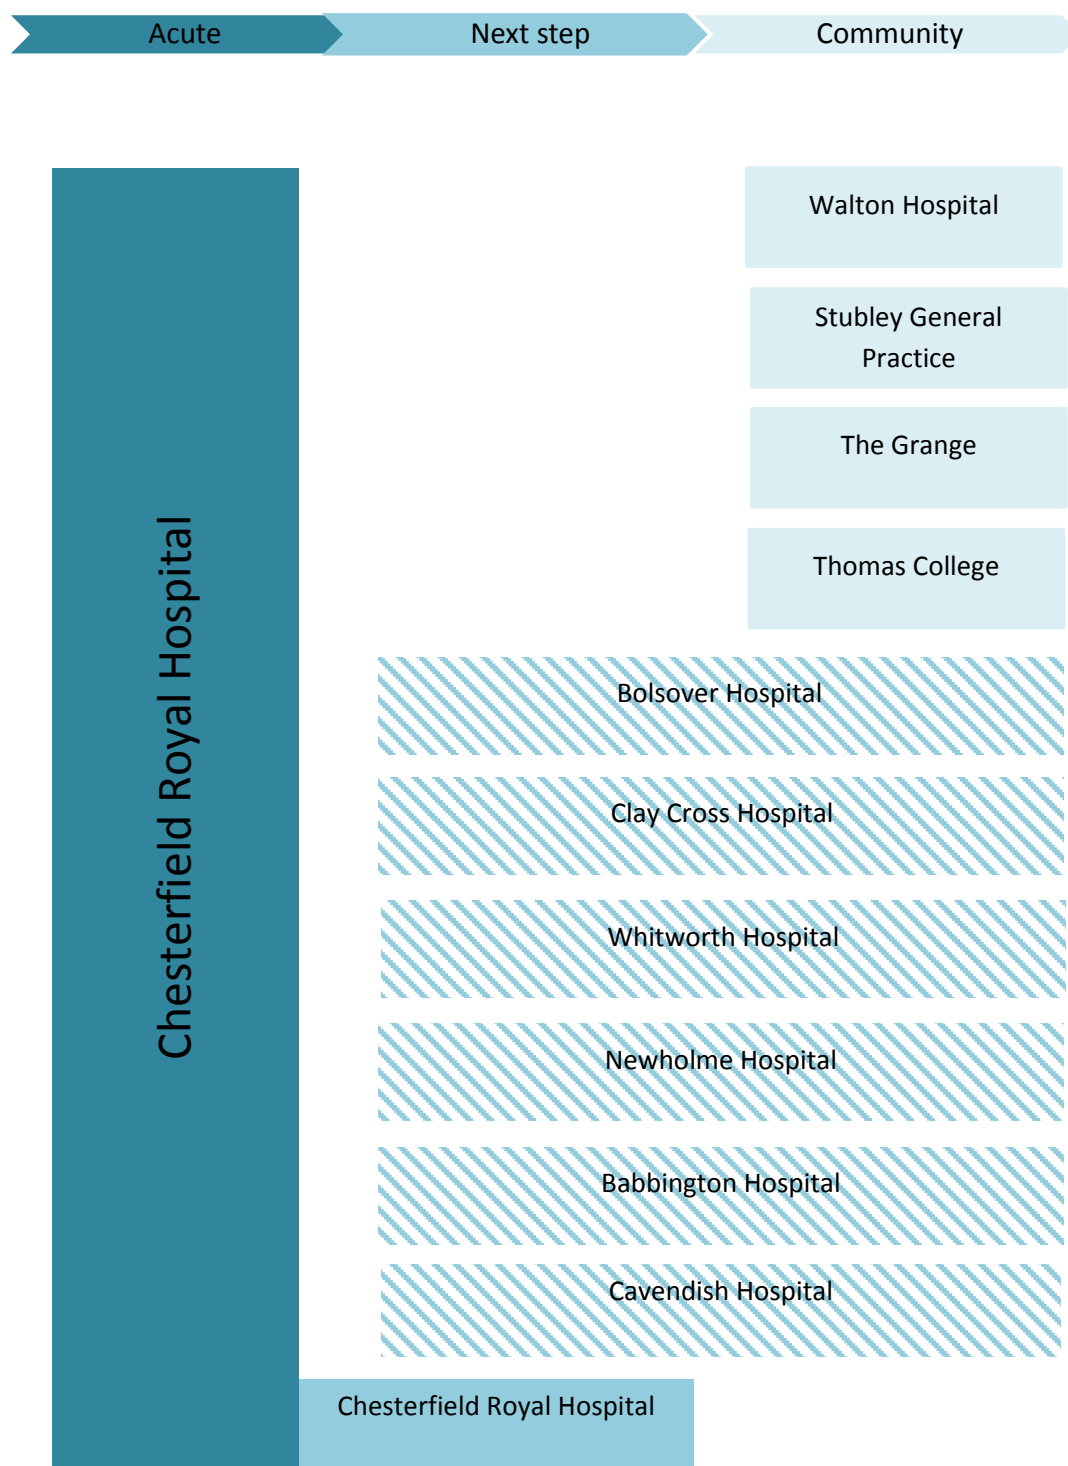 Acute
Next step
Community
Walton Hospital
Stubley General
Practice
The Grange
Thomas College
Chesterfield Royal Hospital
Bolsover Hospital
Clay Cross Hospital
Whitworth Hospital
Newholme Hospital
Babbington Hospital
Cavendish Hospital
Chesterfield Royal Hospital